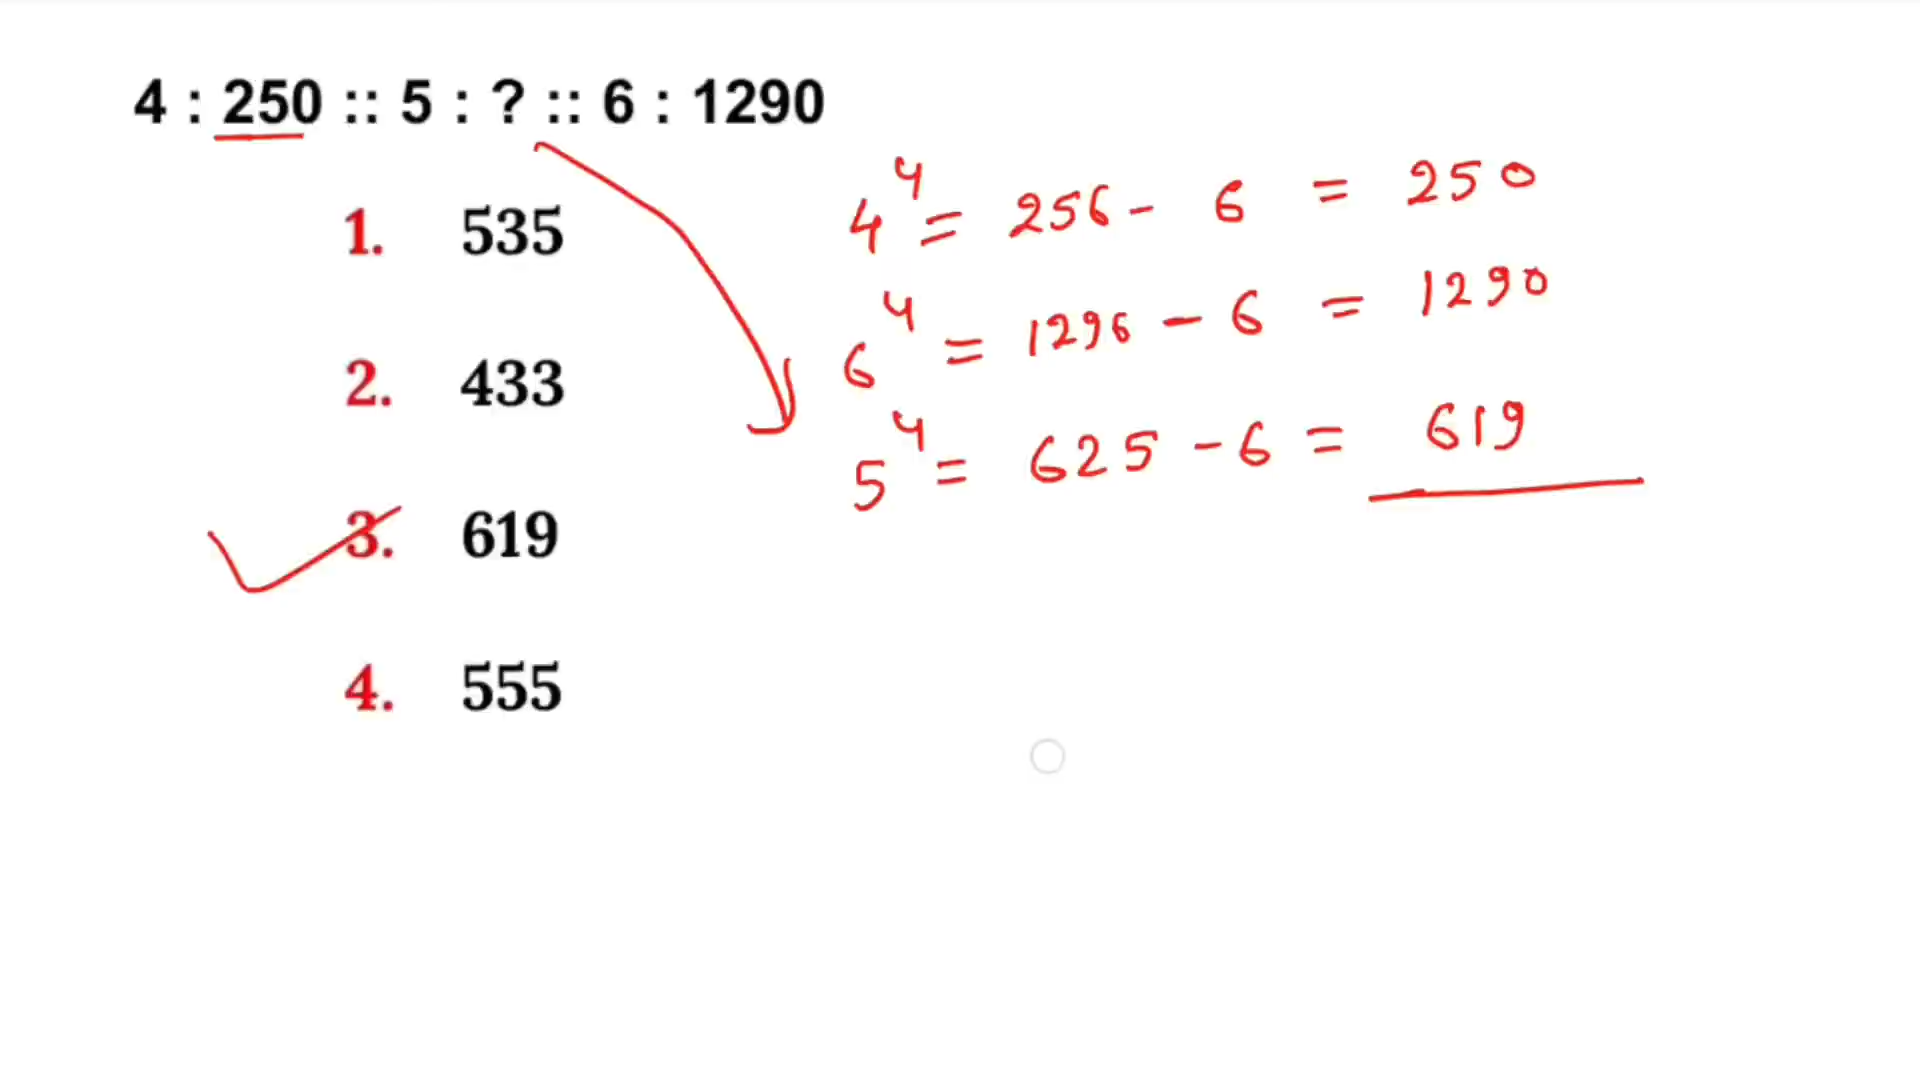 4 : 250 :: 5 : ? :: 6 : 1290
1. 535
2. 433
3. 619
4. 555
4⁴ = 256 - 6 = 250
6⁴ = 1296 - 6 = 1290
5⁴ = 625 - 6 = 619